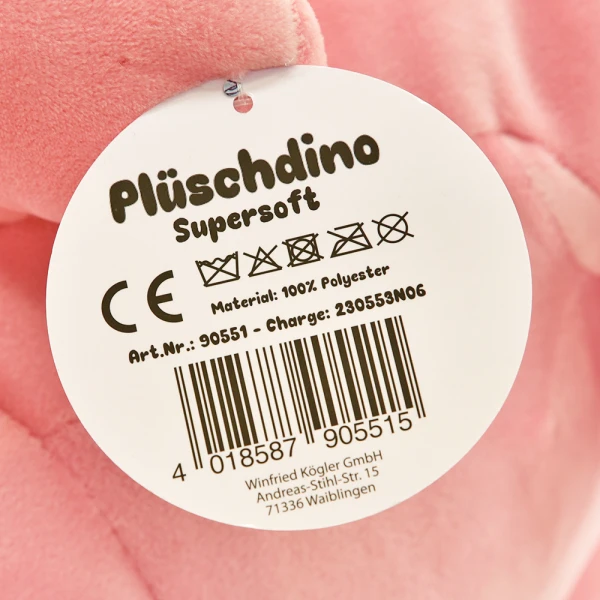 Plüschdino
Supersoft
CE
Material: 100% Polyester
Art.Nr.: 90551 - Charge: 230553N06
4 018587 905515
Winfried Kögler GmbH
Andreas-Stihl-Str. 15
71336 Waiblingen